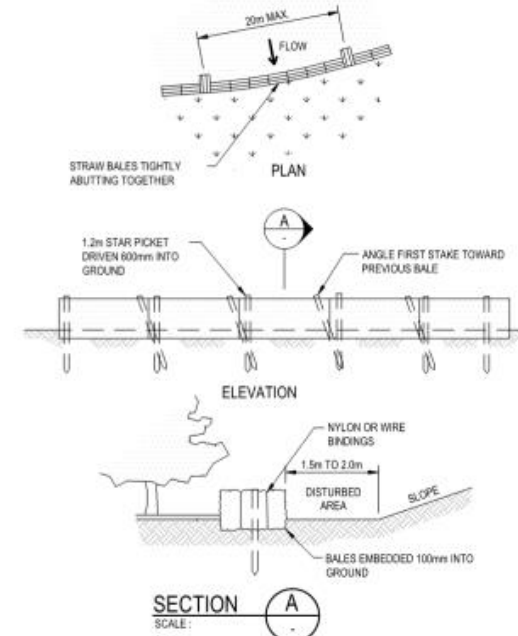 20m MAX.
FLOW
STRAW BALES TIGHTLY
ABUTTING TOGETHER
PLAN
A
-
1.2m STAR PICKET
DRIVEN 600mm INTO
GROUND
ANGLE FIRST STAKE TOWARD
PREVIOUS BALE
ELEVATION
NYLON OR WIRE
BINDINGS
1.5m TO 2.0m
DISTURBED
AREA
SLOPE
BALES EMBEDDED 100mm INTO
GROUND
SECTION
SCALE :
A
-